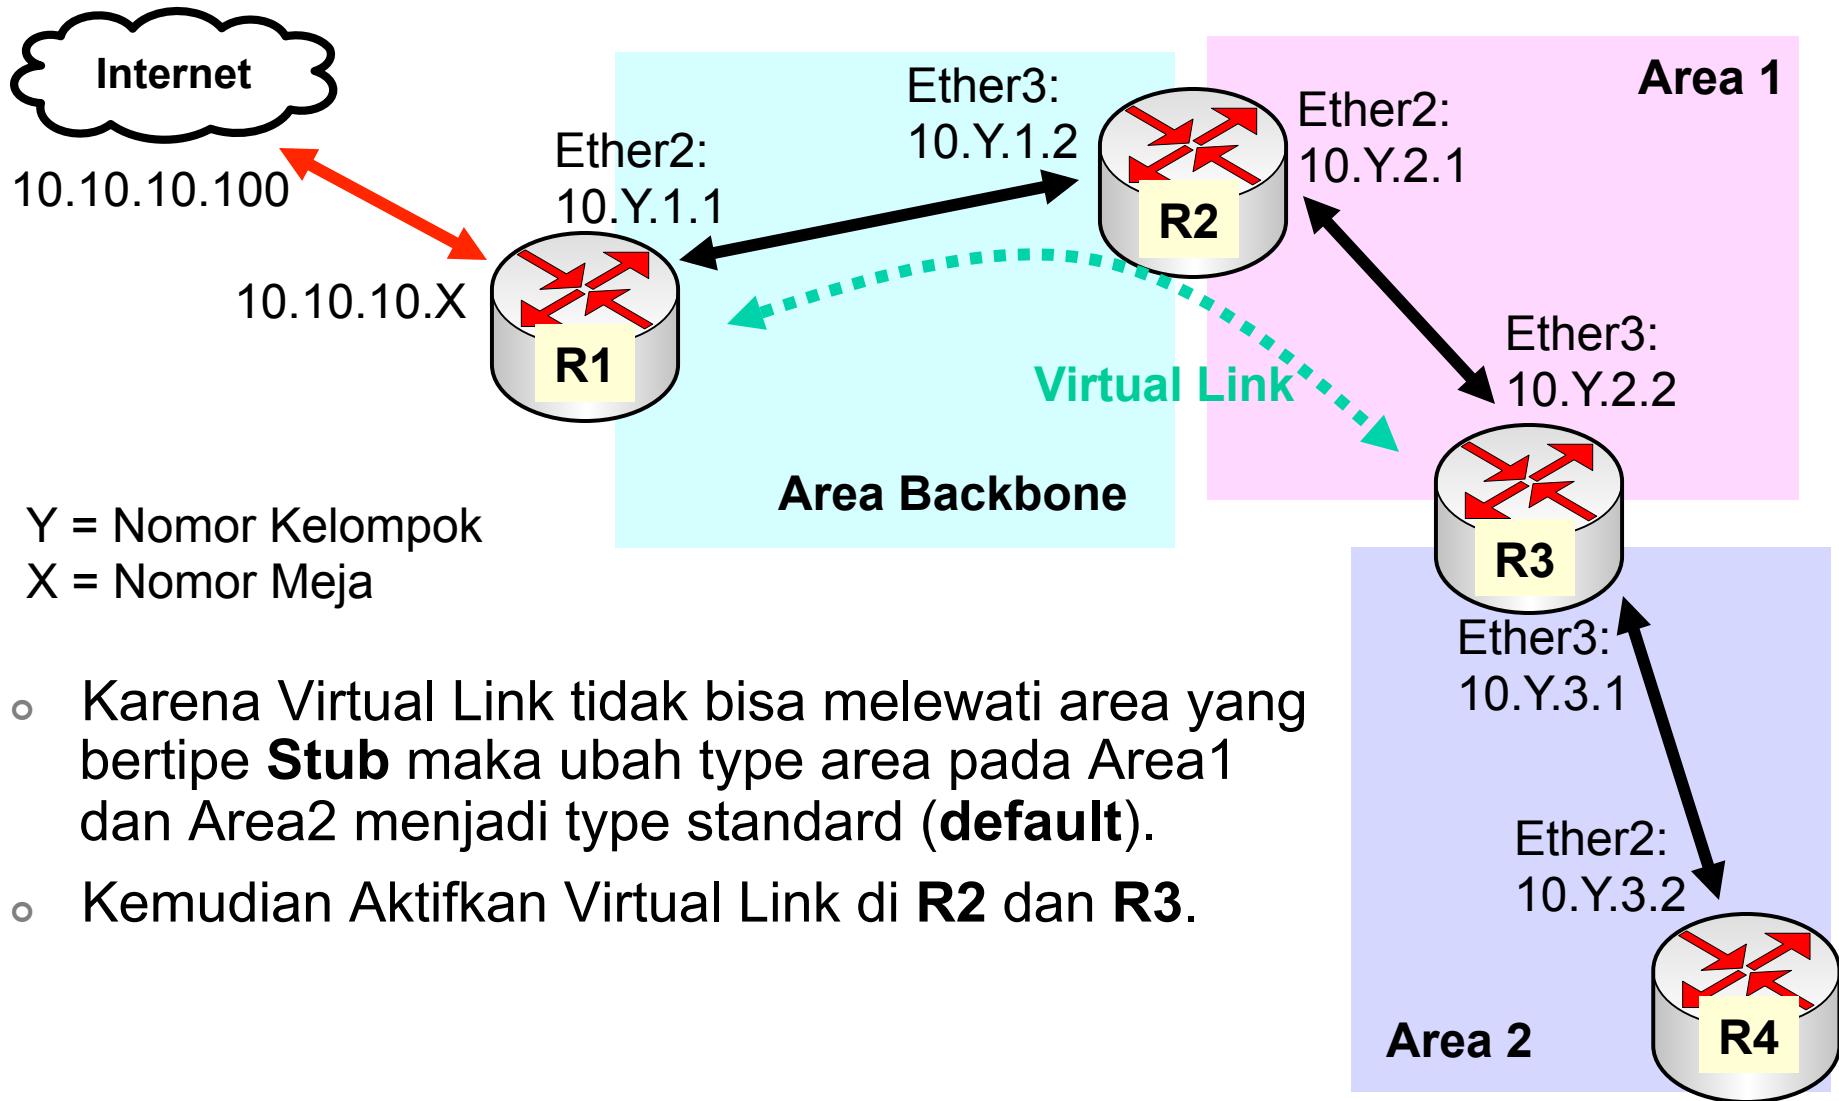 Internet
10.10.10.100
10.10.10.X
Ether2:
10.Y.1.1
R1
Ether3:
10.Y.1.2
R2
Area 1
Ether2:
10.Y.2.1
Virtual Link
Area Backbone
Ether3:
10.Y.2.2
R3
Y = Nomor Kelompok
X = Nomor Meja
Ether3:
10.Y.3.1
Ether2:
10.Y.3.2
Area 2
R4
Karena Virtual Link tidak bisa melewati area yang
bertipe Stub maka ubah type area pada Area1
dan Area2 menjadi type standard (default).
Kemudian Aktifkan Virtual Link di R2 dan R3.